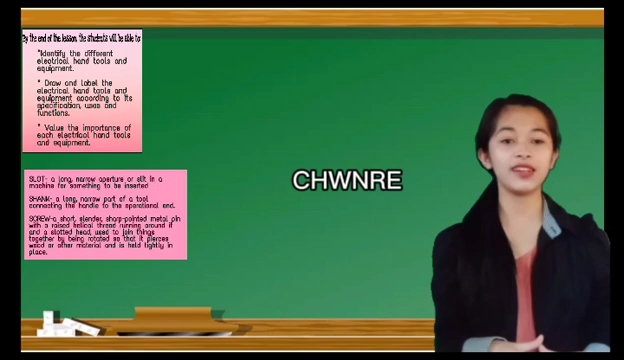 By the end of the lesson, the students will be able to:
*Identify the different
electrical hand tools and
equipment.
* Draw and label the
electrical hand tools and
equipment according to its
specification, uses and
functions.
* Value the importance of
each electrical hand tools
and equipment.
SLOT- a long, narrow aperture or slit in a
machine for something to be inserted
SHANK- a long, narrow part of a tool
connecting the handle to the operational end.
SCREW-a short, slender, sharp-pointed metal pin
with a raised helical thread running around it
and a slotted head, used to join things
together by being rotated so that it pierces
wood or other material and is held tightly in
place.
CHWNRE